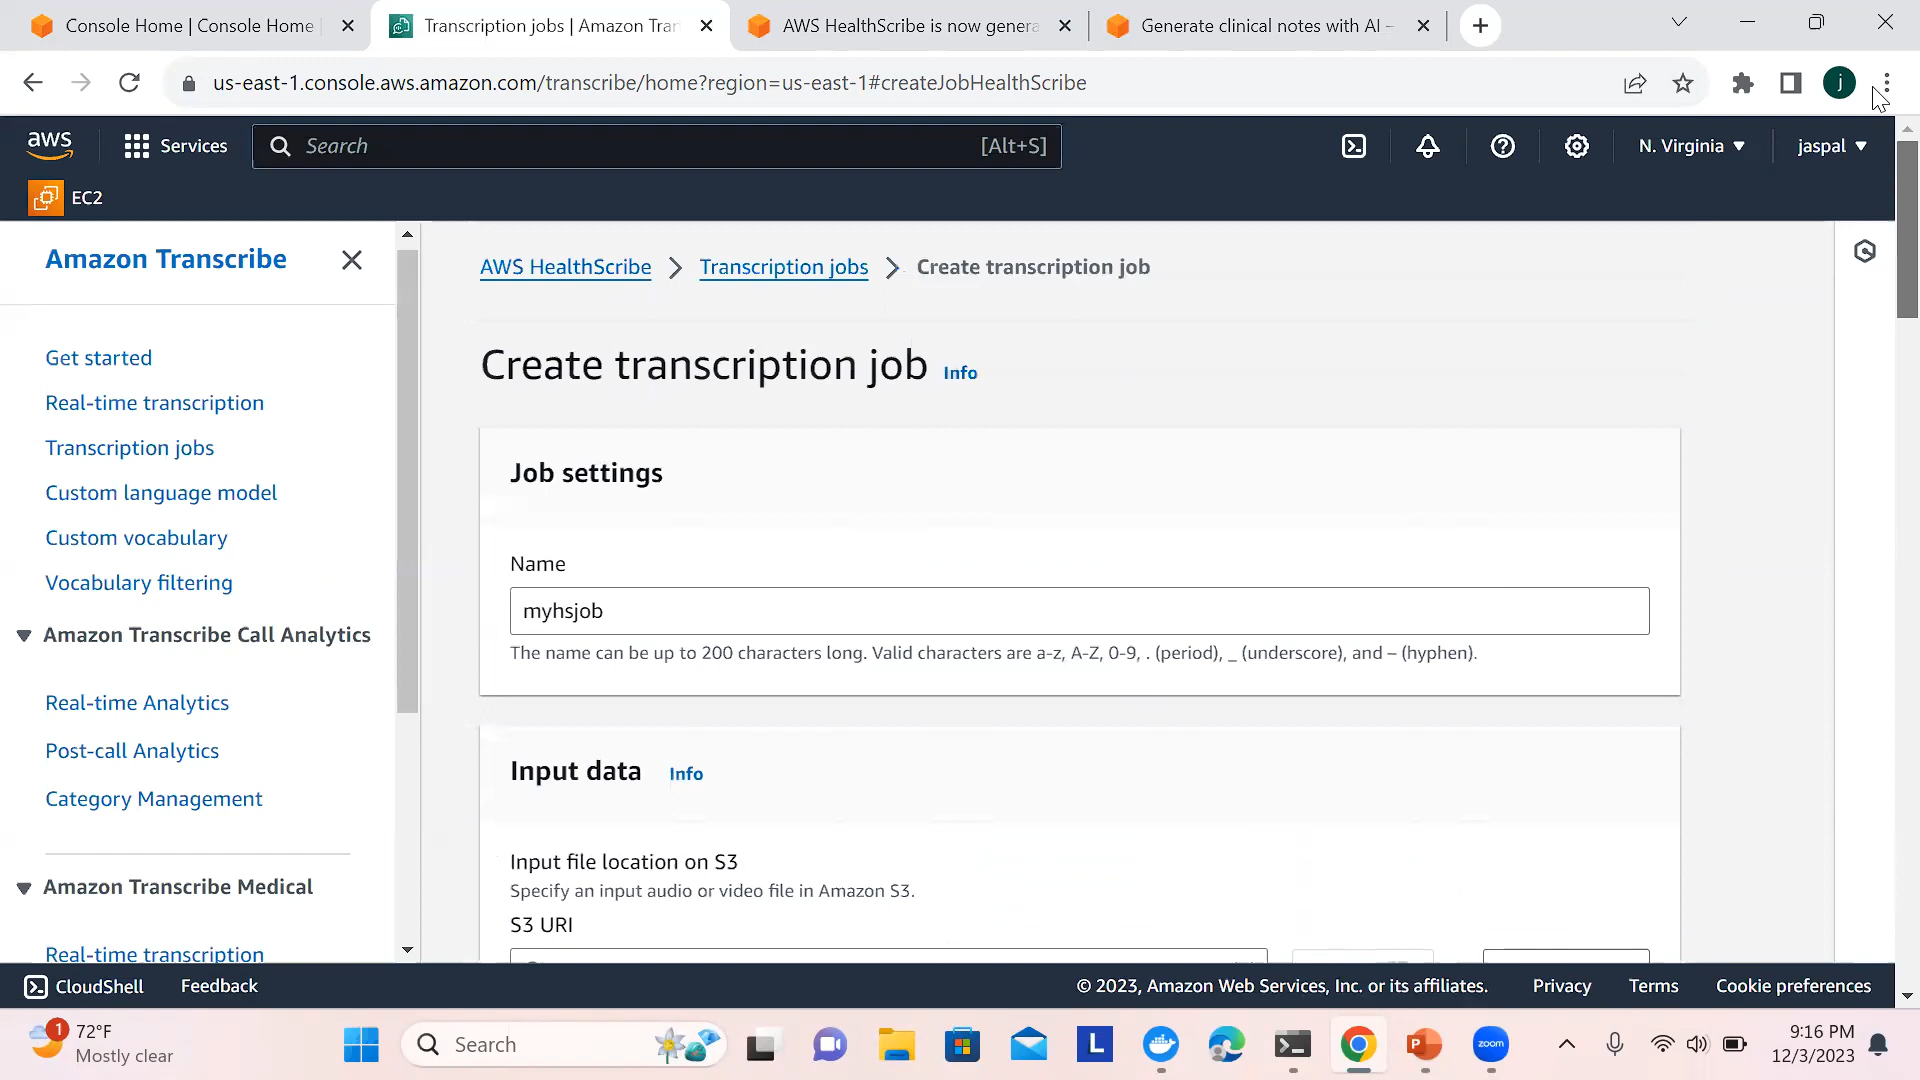 Console Home | Console Home
Transcription jobs | Amazon Tran
AWS HealthScribe is now genera
Generate clinical notes with AI –
us-east-1.console.aws.amazon.com/transcribe/home?region=us-east-1#createJobHealthScribe
j
aws
Services
Search
[Alt+S]
N. Virginia
jaspal
EC2
Amazon Transcribe
Get started
Real-time transcription
Transcription jobs
Custom language model
Custom vocabulary
Vocabulary filtering
Amazon Transcribe Call Analytics
Real-time Analytics
Post-call Analytics
Category Management
Amazon Transcribe Medical
Real-time transcription
AWS HealthScribe
Transcription jobs
Create transcription job
Create transcription job Info
Job settings
Name
myhsjob
The name can be up to 200 characters long. Valid characters are a-z, A-Z, 0-9, . (period), _ (underscore), and – (hyphen).
Input data Info
Input file location on S3
Specify an input audio or video file in Amazon S3.
S3 URI
CloudShell
Feedback
© 2023, Amazon Web Services, Inc. or its affiliates.
Privacy
Terms
Cookie preferences
1
72°F
Mostly clear
Search
L
P
zoom
9:16 PM
12/3/2023